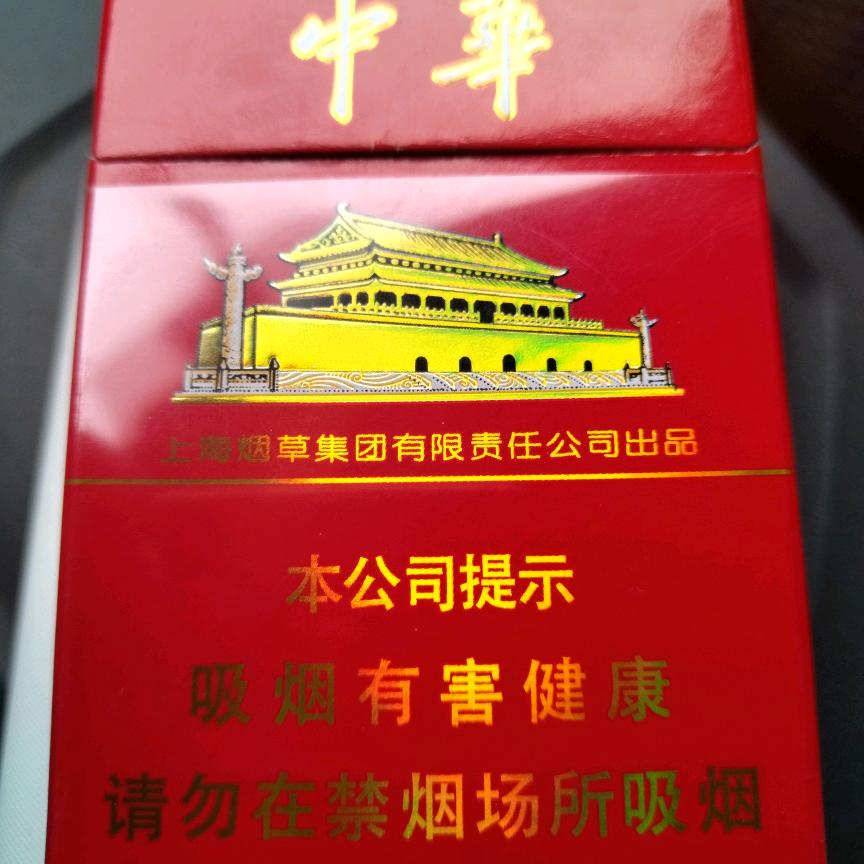 中華
上海烟草集团有限责任公司出品
本公司提示
吸烟有害健康
请勿在禁烟场所吸烟